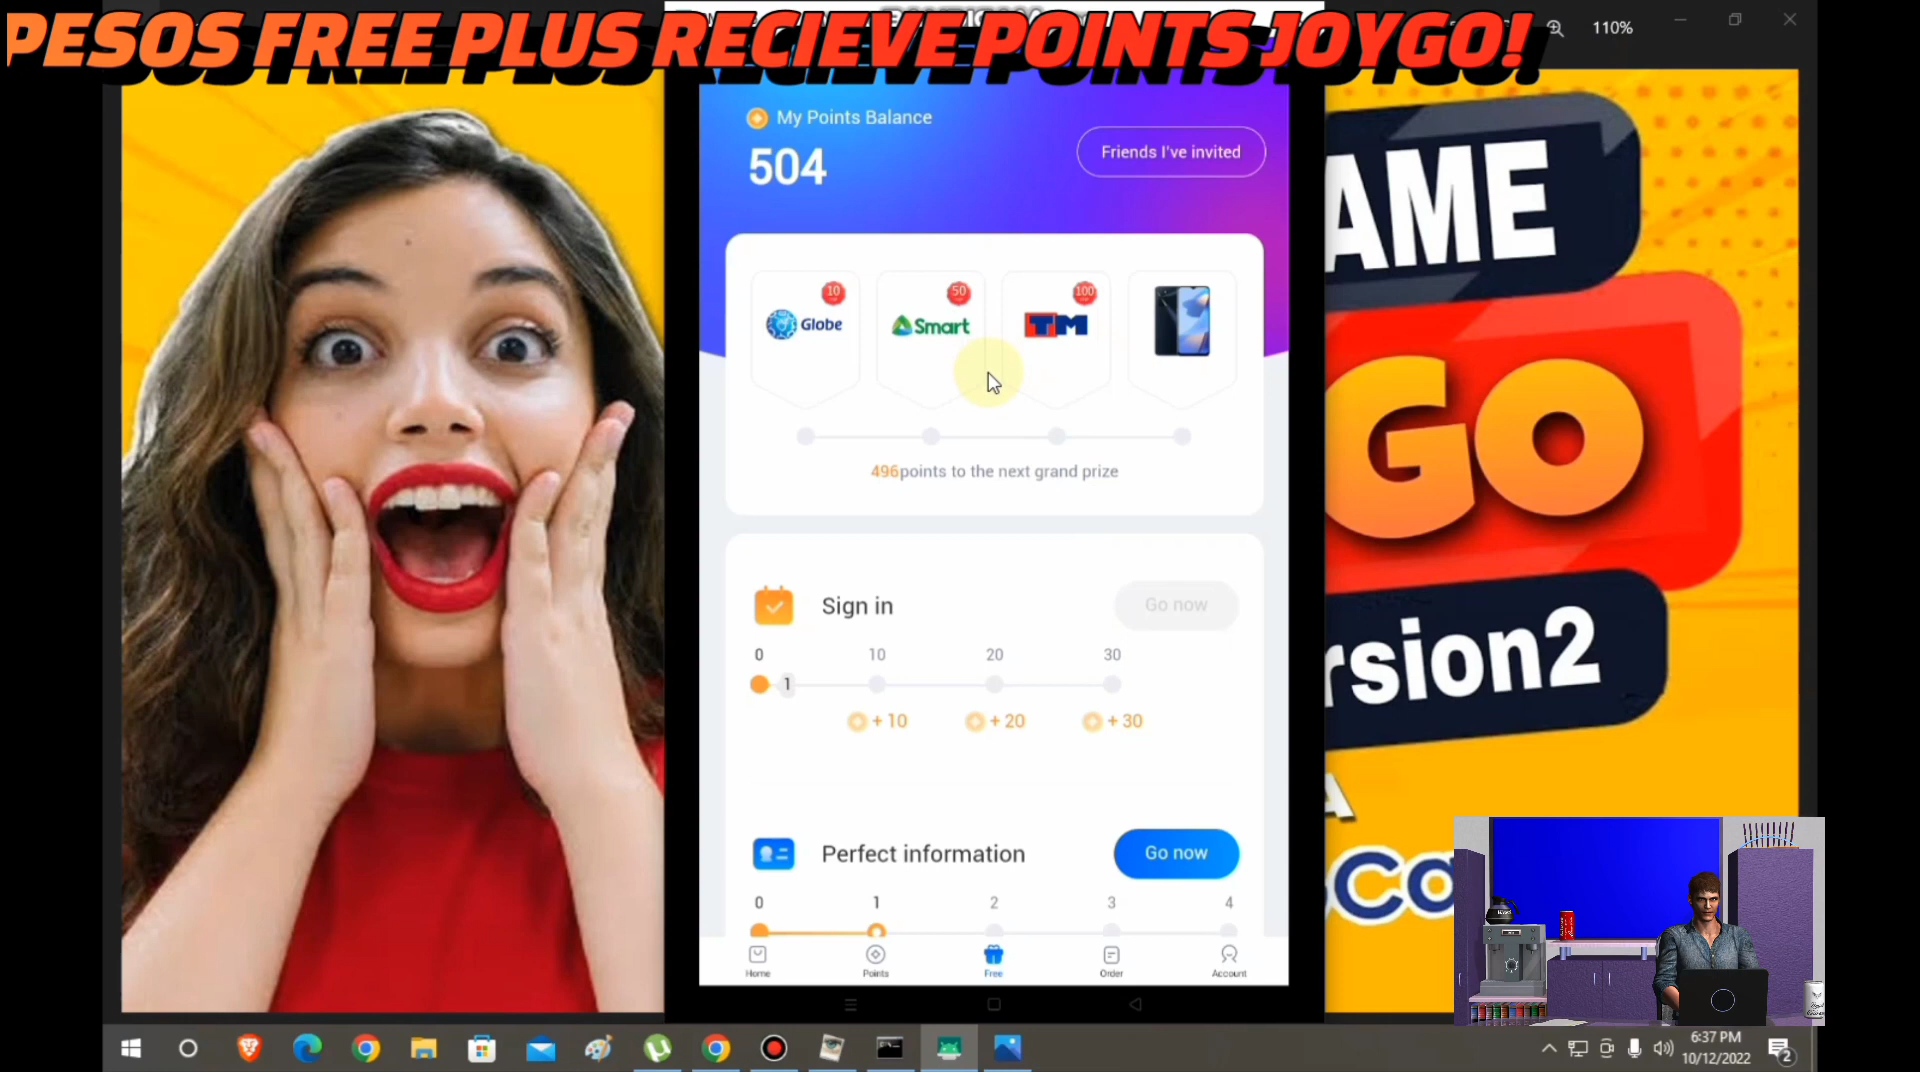 PESOS FREE PLUS RECIEVE POINTS JOYGO!
110%
My Points Balance
504
Friends I've invited
10
50
100
Globe
Smart
TM
496points to the next grand prize
Sign in
Go now
0 10 20 30
1
+ 10 + 20 + 30
Perfect information
Go now
0 1 2 3 4
Home Points Free Order Account
AME
GO
rsion2
A
Ca
6:37 PM
10/12/2022
2